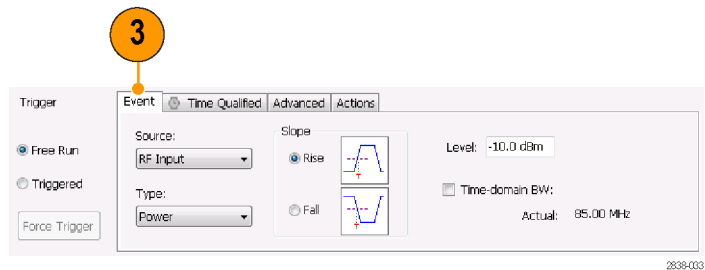 3
Trigger
Event
Time Qualified
Advanced
Actions
Free Run
Triggered
Force Trigger
Source:
RF Input
Type:
Power
Slope
Rise
T
Fall
T
Level: -10.0 dBm
Time-domain BW:
Actual: 85.00 MHz
2838-033